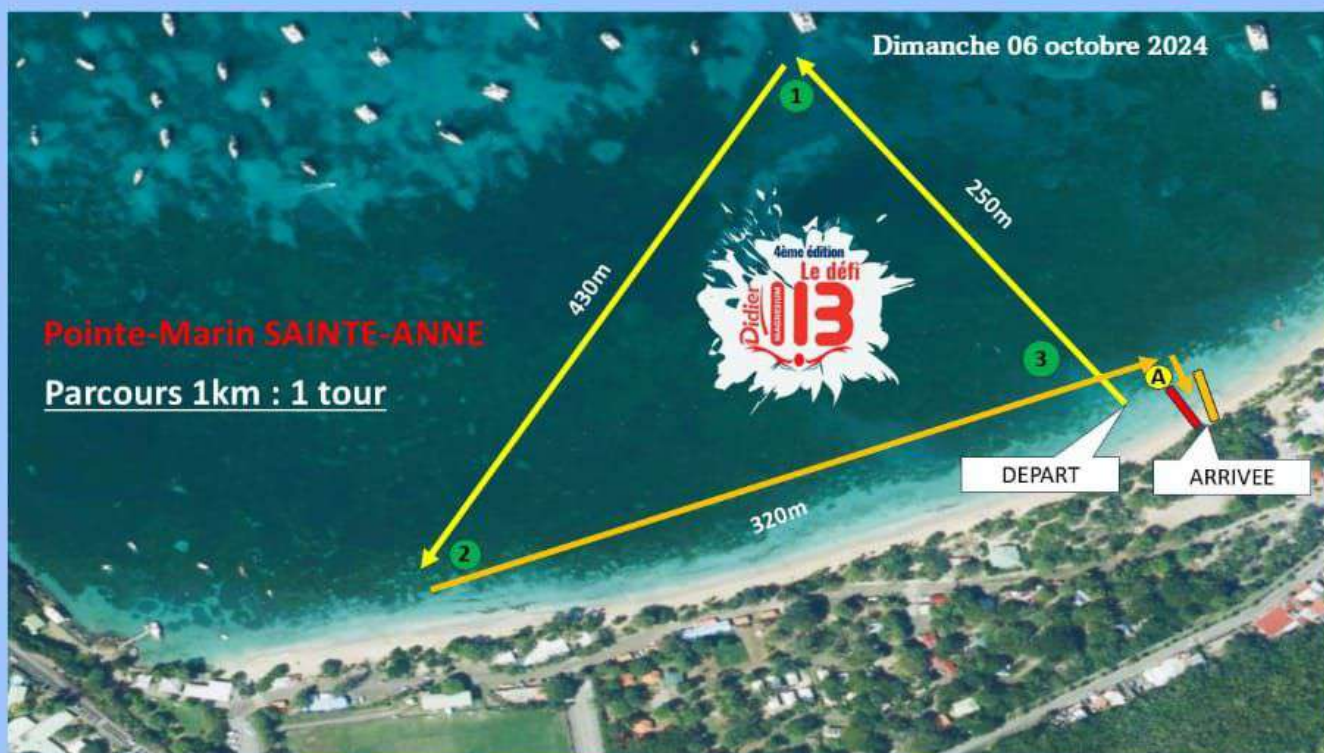 Dimanche 06 octobre 2024
1
250m
430m
4ème édition
Le défi
Didier
MAGNESIUM
113
Pointe-Marin SAINTE-ANNE
Parcours 1km : 1 tour
3
A
DEPART
ARRIVEE
320m
2